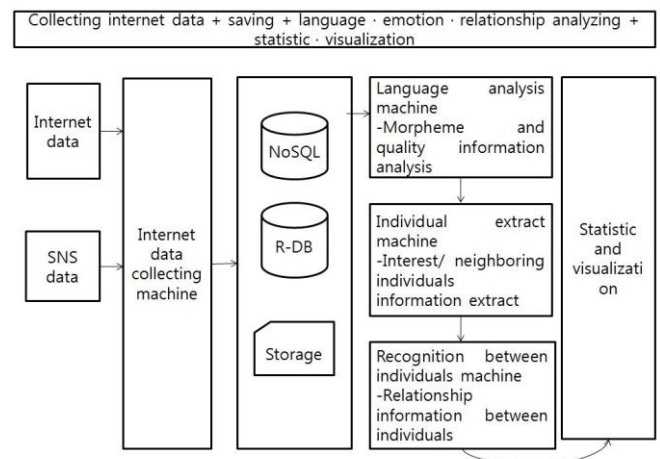 Collecting internet data + saving + language · emotion · relationship analyzing +
statistic · visualization
Internet
data
SNS
data
Internet
data
collecting
machine
NoSQL
R-DB
Storage
Language analysis
machine
-Morpheme and
quality information
analysis
Individual extract
machine
-Interest/ neighboring
individuals
information extract
Recognition between
individuals machine
-Relationship
information between
individuals
Statistic
and
visualizati
on